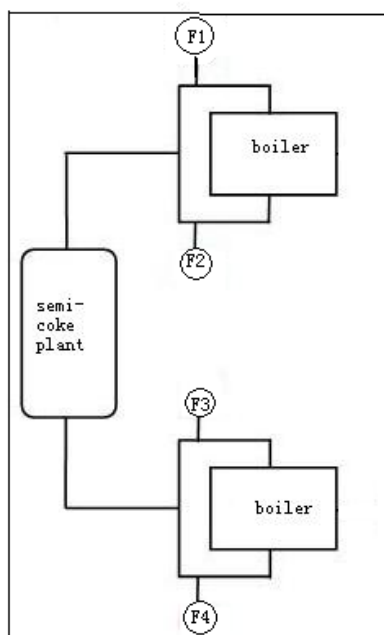 F1
boiler
F2
semi-
coke
plant
F3
boiler
F4